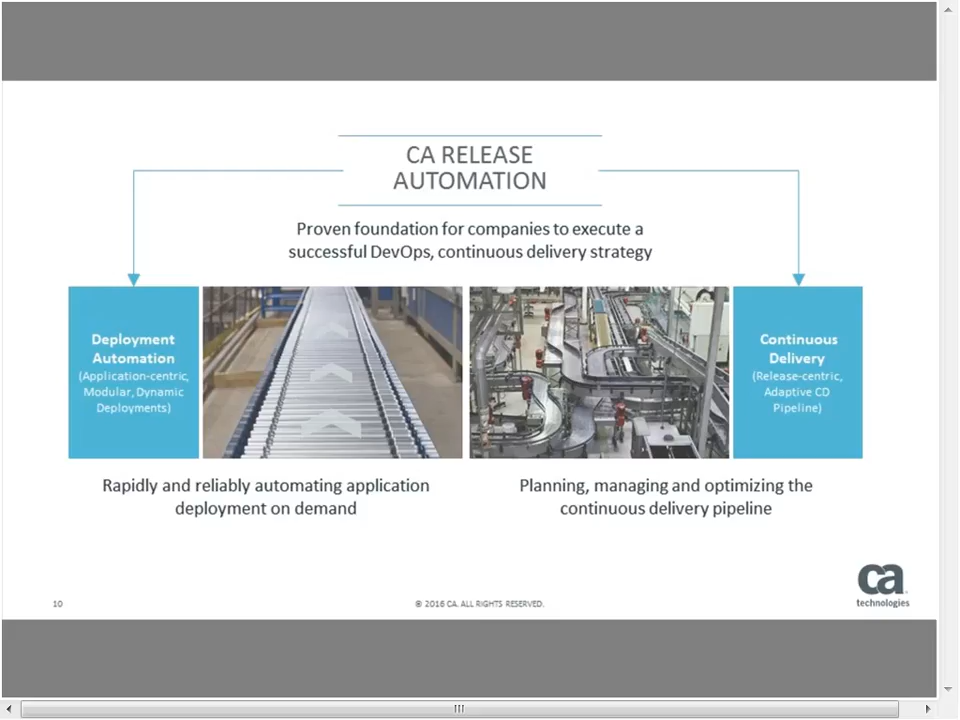 CA RELEASE
AUTOMATION
Proven foundation for companies to execute a
successful DevOps, continuous delivery strategy
Deployment
Automation
(Application-centric,
Modular, Dynamic
Deployments)
Continuous
Delivery
(Release-centric,
Adaptive CD
Pipeline)
Rapidly and reliably automating application
deployment on demand
Planning, managing and optimizing the
continuous delivery pipeline
10
© 2016 CA. ALL RIGHTS RESERVED.
ca
technologies